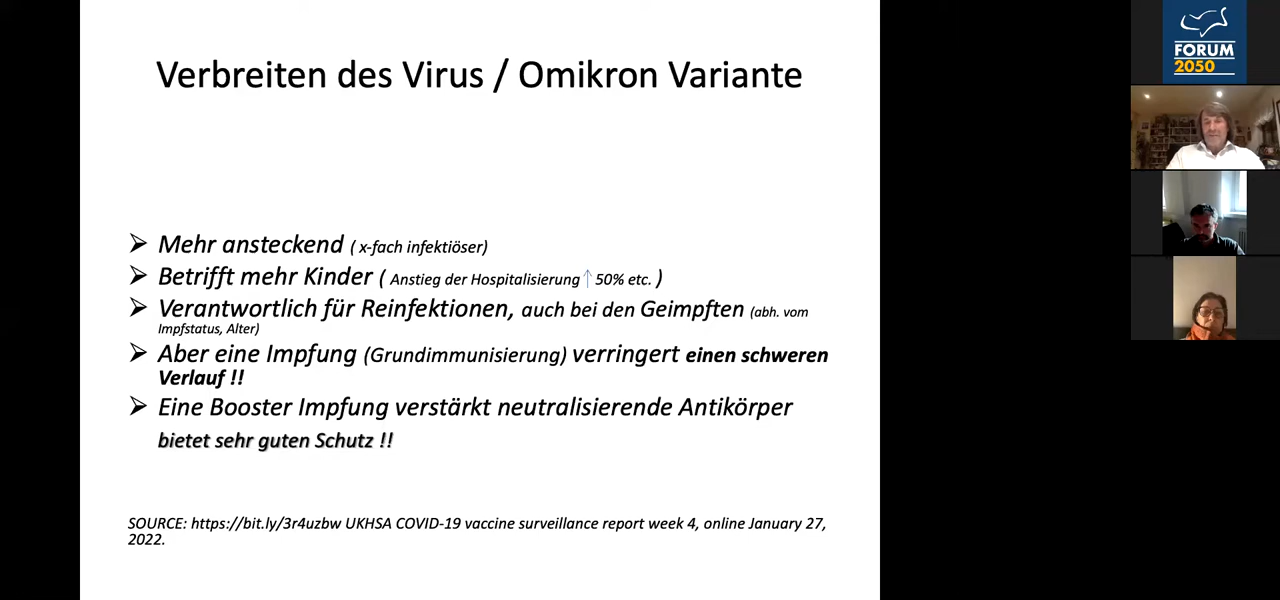 Verbreiten des Virus / Omikron Variante
➢ Mehr ansteckend ( x-fach infektiöser)
➢ Betrifft mehr Kinder ( Anstieg der Hospitalisierung ↑ 50% etc. )
➢ Verantwortlich für Reinfektionen, auch bei den Geimpften (abh. vom
Impfstatus, Alter)
➢ Aber eine Impfung (Grundimmunisierung) verringert einen schweren
Verlauf !!
➢ Eine Booster Impfung verstärkt neutralisierende Antikörper
bietet sehr guten Schutz !!
SOURCE: https://bit.ly/3r4uzbw UKHSA COVID-19 vaccine surveillance report week 4, online January 27,
2022.
FORUM
2050